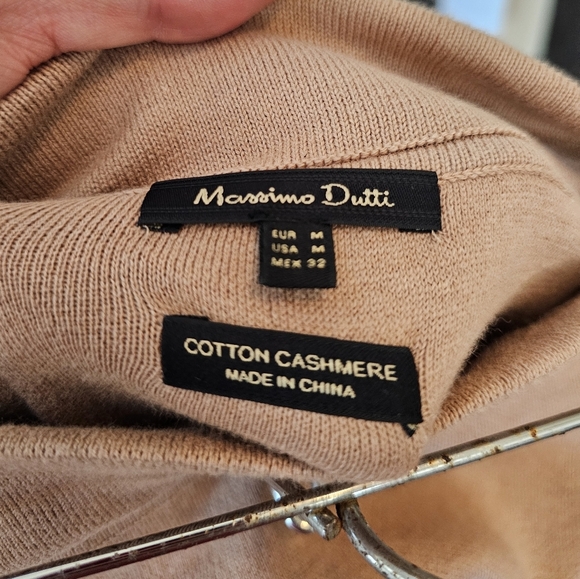 Massimo Dutti
EUR M
USA M
MEX 32
COTTON CASHMERE
MADE IN CHINA